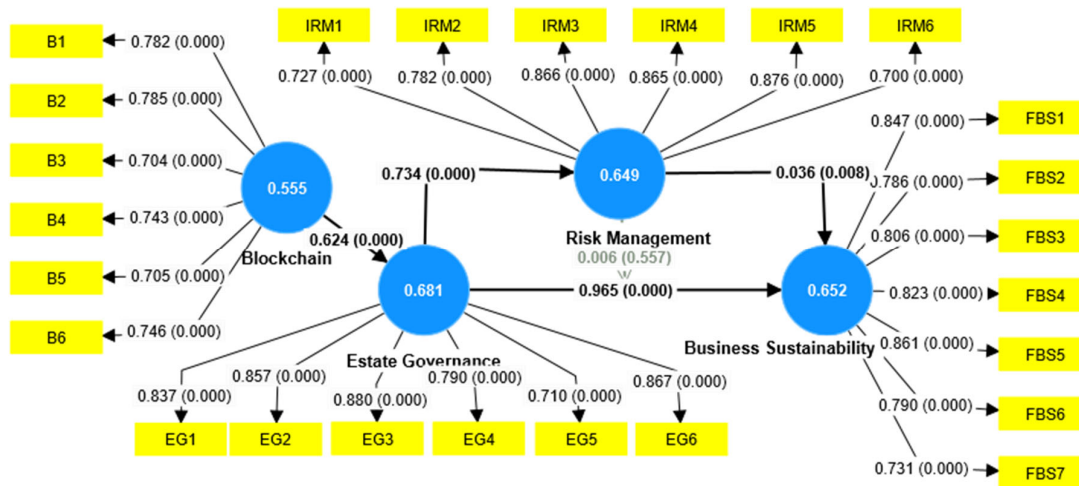 IRM1 IRM2 IRM3 IRM4 IRM5 IRM6
B1 0.782 (0.000)
0.727 (0.000) 0.782 (0.000) 0.866 (0.000) 0.865 (0.000) 0.876 (0.000) 0.700 (0.000)
B2 0.785 (0.000)
0.847 (0.000) FBS1
B3 0.704 (0.000)
0.734 (0.000) 0.649 0.036 (0.008) 0.786 (0.000) FBS2
0.555
B4 0.743 (0.000)
0.624 (0.000) Risk Management 0.806 (0.000) FBS3
Blockchain 0.006 (0.557)
B5 0.705 (0.000)
0.681 0.965 (0.000) 0.652 0.823 (0.000) FBS4
B6 0.746 (0.000)
Estate Governance Business Sustainability 0.861 (0.000) FBS5
0.837 (0.000) 0.857 (0.000) 0.880 (0.000) 0.790 (0.000) 0.710 (0.000) 0.867 (0.000)
0.790 (0.000) FBS6
EG1 EG2 EG3 EG4 EG5 EG6
0.731 (0.000) FBS7